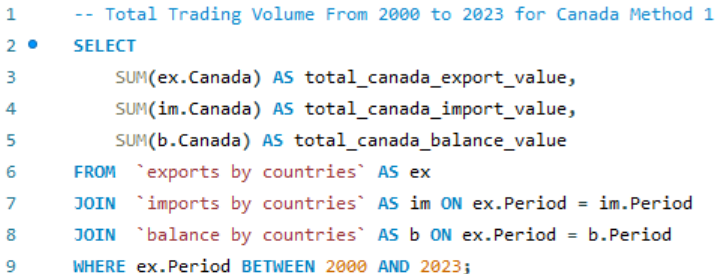 1 -- Total Trading Volume From 2000 to 2023 for Canada Method 1
2 SELECT
3 SUM(ex.Canada) AS total_canada_export_value,
4 SUM(im.Canada) AS total_canada_import_value,
5 SUM(b.Canada) AS total_canada_balance_value
6 FROM `exports by countries` AS ex
7 JOIN `imports by countries` AS im ON ex.Period = im.Period
8 JOIN `balance by countries` AS b ON ex.Period = b.Period
9 WHERE ex.Period BETWEEN 2000 AND 2023;